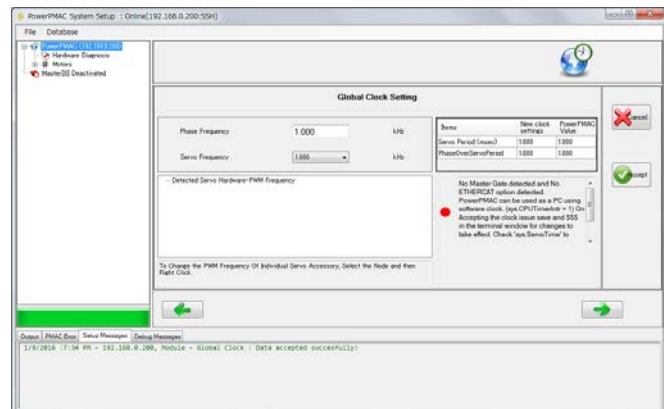 PowerPMAC System Setup : Online[192.168.0.200:SSH]
File Database
PowerPMAC (192.168.0.200)
Hardware Diagnosis
Motors
Master[0] Deactivated
Global Clock Setting
Phase Frequency 1.000 kHz
Servo Frequency 1.000 kHz
Items New clock settings PowerPMAC Value
Servo Period (msec) 1.000 1.000
PhaseOverServoPeriod 1.000 1.000
Cancel
Accept
Detected Servo Hardware-PWM Frequency
No Master Gate detected and No
ETHERCAT option detected.
PowerPMAC can be used as a PC using
software clock. (sys.CPUTimerIntr = 1) On
Accepting the clock issue save and $$$
in the terminal window for changes to
take effect. Check 'sys.ServoTime' to
To Change the PWM Frequency Of Individual Servo Accessory, Select the Node and then
Right Click.
Output PMAC Error Setup Messages Debug Messages
1/9/2016 :7:34 PM - 192.168.0.200, Module - Global Clock : Data accepted succesfully!